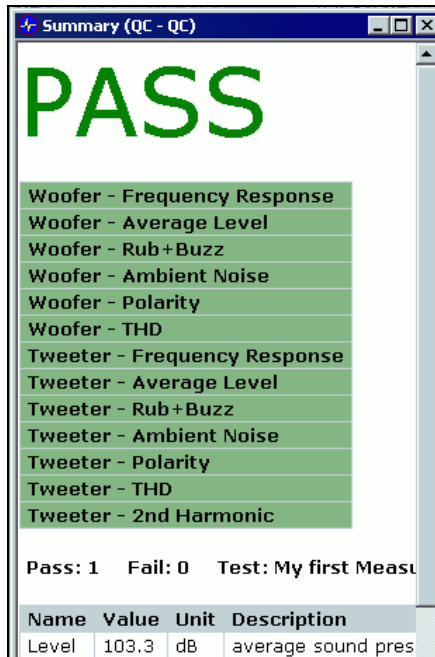 Summary (QC - QC)
PASS
Woofer - Frequency Response
Woofer - Average Level
Woofer - Rub+Buzz
Woofer - Ambient Noise
Woofer - Polarity
Woofer - THD
Tweeter - Frequency Response
Tweeter - Average Level
Tweeter - Rub+Buzz
Tweeter - Ambient Noise
Tweeter - Polarity
Tweeter - THD
Tweeter - 2nd Harmonic
Pass: 1 Fail: 0 Test: My first Measu
Name Value Unit Description
Level 103.3 dB average sound pres